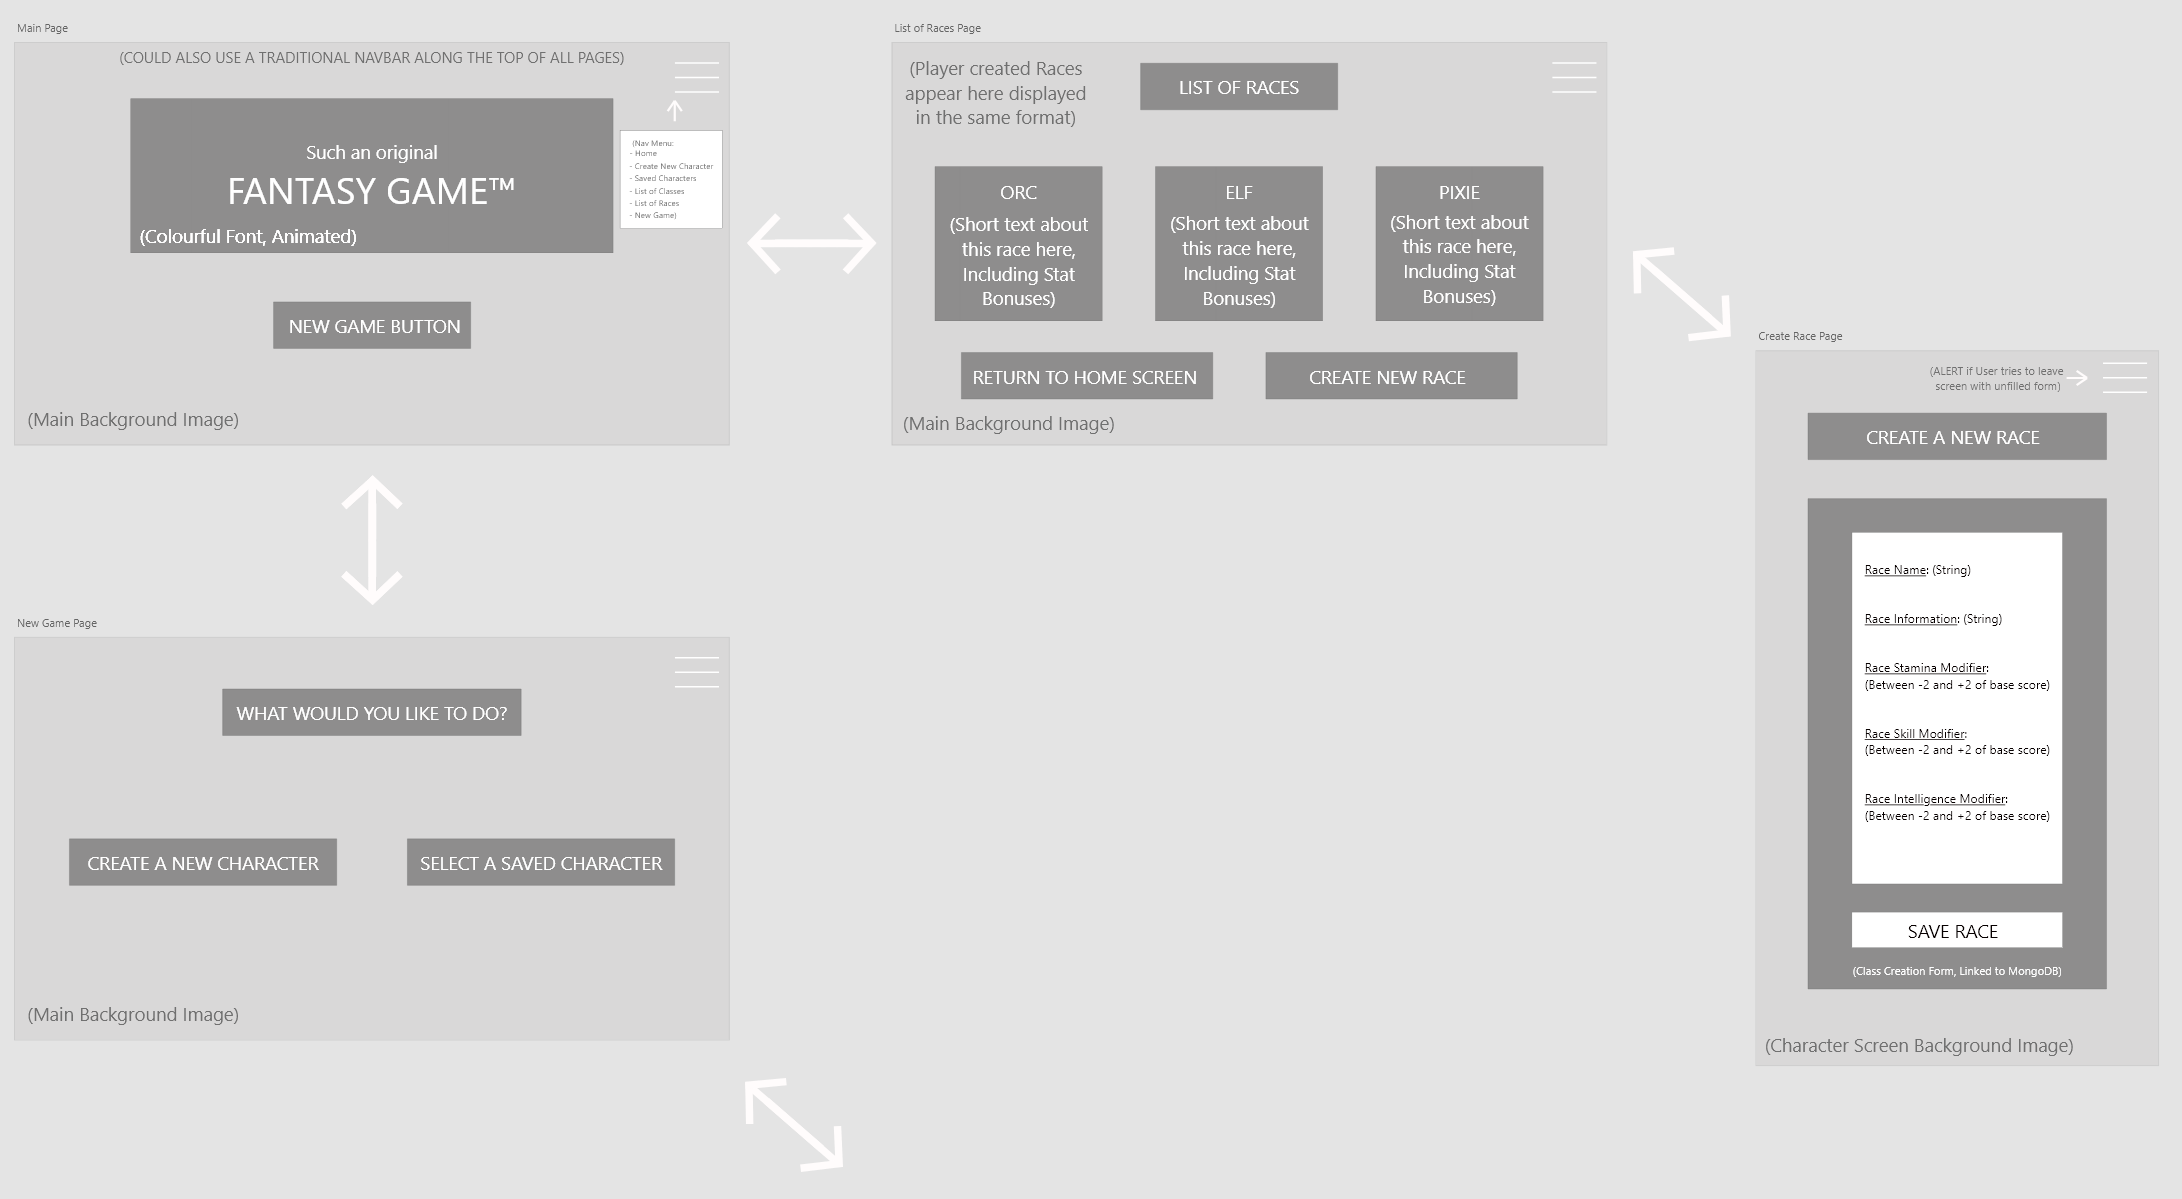 Main Page
(COULD ALSO USE A TRADITIONAL NAVBAR ALONG THE TOP OF ALL PAGES)
Such an original
FANTASY GAME™
(Colourful Font, Animated)
(Nav Menu:
- Home
- Create New Character
- Saved Characters
- List of Classes
- List of Races
- New Game)
NEW GAME BUTTON
(Main Background Image)
List of Races Page
(Player created Races
appear here displayed
in the same format)
LIST OF RACES
ORC
(Short text about
this race here,
Including Stat
Bonuses)
ELF
(Short text about
this race here,
Including Stat
Bonuses)
PIXIE
(Short text about
this race here,
Including Stat
Bonuses)
RETURN TO HOME SCREEN
CREATE NEW RACE
(Main Background Image)
Create Race Page
(ALERT if User tries to leave
screen with unfilled form)
CREATE A NEW RACE
Race Name: (String)
Race Information: (String)
Race Stamina Modifier:
(Between -2 and +2 of base score)
Race Skill Modifier:
(Between -2 and +2 of base score)
Race Intelligence Modifier:
(Between -2 and +2 of base score)
SAVE RACE
(Class Creation Form, Linked to MongoDB)
(Character Screen Background Image)
New Game Page
WHAT WOULD YOU LIKE TO DO?
CREATE A NEW CHARACTER
SELECT A SAVED CHARACTER
(Main Background Image)